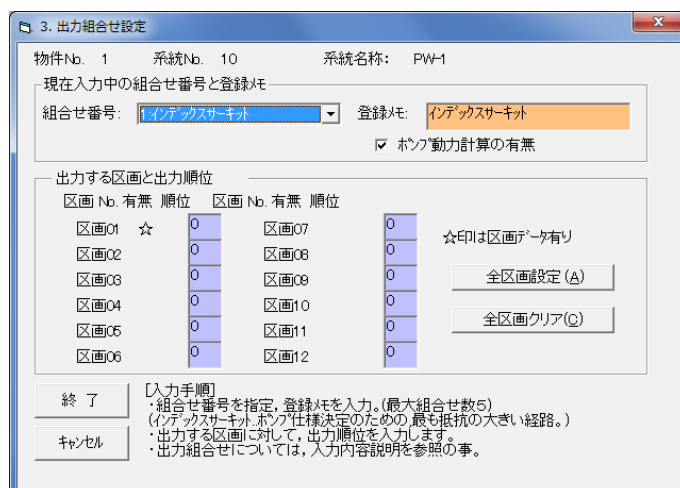 3. 出力組合せ設定
物件No. 1 系統No. 10 系統名称: PW-1
現在入力中の組合せ番号と登録ﾒﾓ
組合せ番号: 1:ｲﾝﾃﾞｯｸｽｻｰｷｯﾄ 登録ﾒﾓ: ｲﾝﾃﾞｯｸｽｻｰｷｯﾄ
ﾎﾟﾝﾌﾟ動力計算の有無
出力する区画と出力順位
区画 No. 有無 順位 区画 No. 有無 順位
区画01 ☆ 0 区画07 0
☆印は区画ﾃﾞｰﾀ有り
区画02 0 区画08 0
区画03 0 区画09 0
全区画設定(A)
区画04 0 区画10 0
区画05 0 区画11 0
全区画クリア(C)
区画06 0 区画12 0
終 了
ｷｬﾝｾﾙ
[入力手順]
・組合せ番号を指定, 登録ﾒﾓを入力。(最大組合せ数5)
(ｲﾝﾃﾞｯｸｽｻｰｷｯﾄ..ﾎﾟﾝﾌﾟ仕様決定のための,最も抵抗の大きい経路。)
・出力する区画に対して, 出力順位を入力します。
・出力組合せについては, 入力内容説明を参照の事。